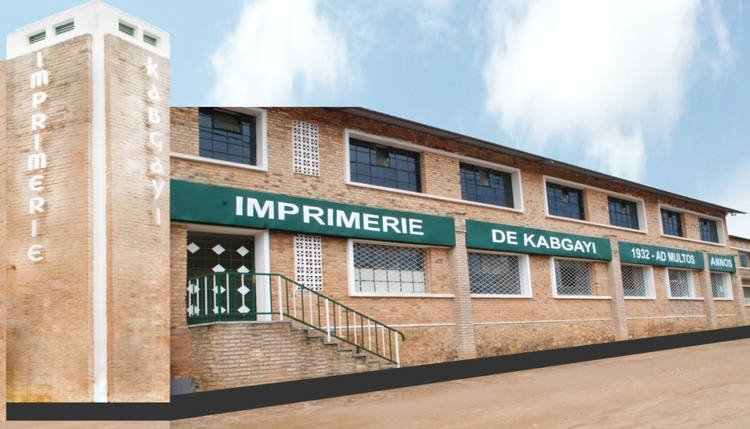 IMPRIMERIE
KABGAYI
IMPRIMERIE
DE KABGAYI
1932 - AD MULTOS
ANNOS